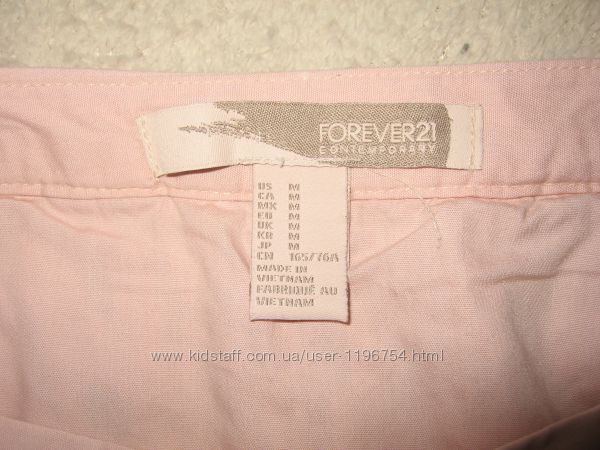 FOREVER21
CONTEMPORARY
US M
CA M
MX M
EU M
UK M
KR M
JP M
CN 165/76A
MADE IN
VIETNAM
FABRIQUÉ AU
VIETNAM
www.kidstaff.com.ua/user-1196754.html